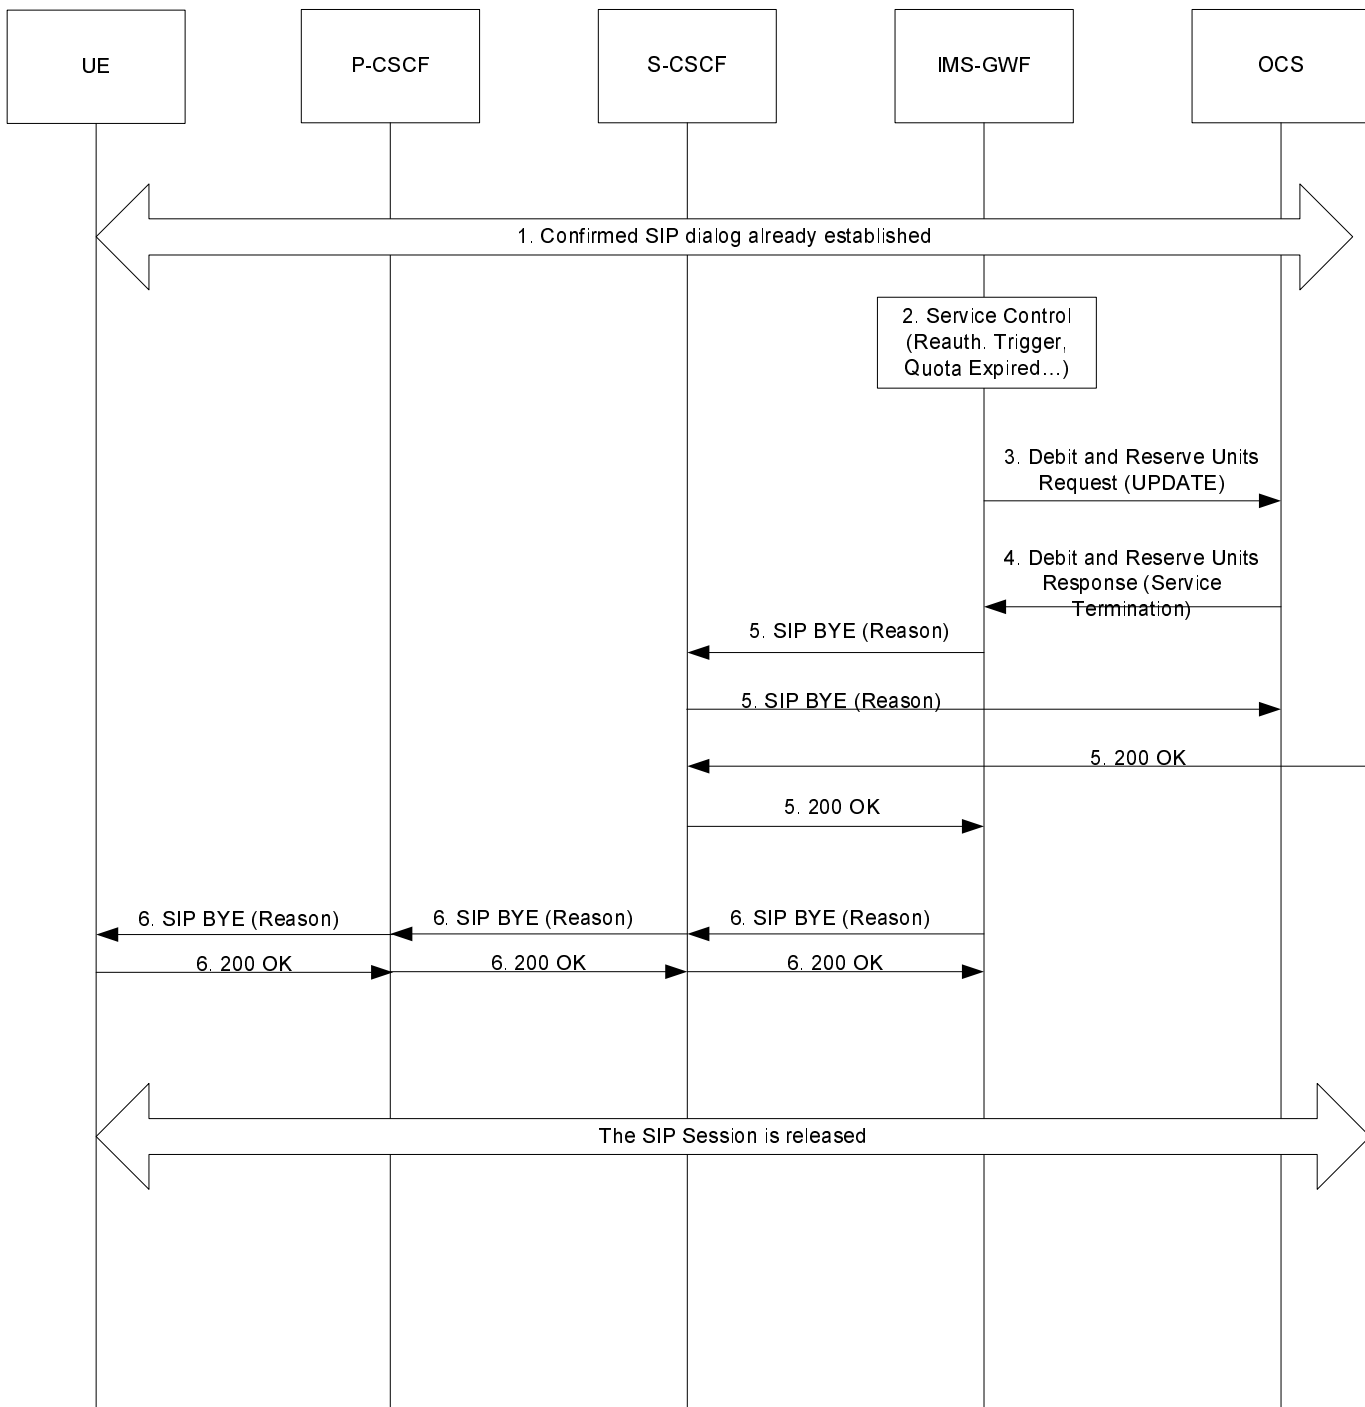 UE
P-CSCF
S-CSCF
IMS-GWF
OCS
1. Confirmed SIP dialog already established
2. Service Control
(Reauth. Trigger,
Quota Expired...)
3. Debit and Reserve Units
Request (UPDATE)
4. Debit and Reserve Units
Response (Service
Termination)
5. SIP BYE (Reason)
5. SIP BYE (Reason)
5. 200 OK
5. 200 OK
6. SIP BYE (Reason)
6. SIP BYE (Reason)
6. SIP BYE (Reason)
6. 200 OK
6. 200 OK
6. 200 OK
The SIP Session is released